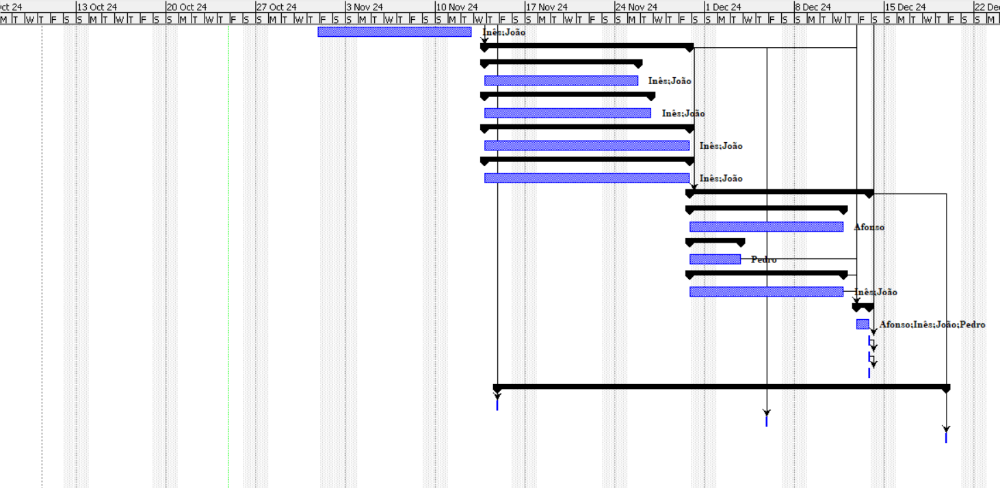 ct 24 13 Oct 24 20 Oct 24 27 Oct 24 3 Nov 24 10 Nov 24 17 Nov 24 24 Nov 24 1 Dec 24 8 Dec 24 15 Dec 24 22 Dec
M T W T F S S M T W T F S S M T W T F S S M T W T F S S M T W T F S S M T W T F S S M T W T F S S M T W T F S S M T W T F S S M T W T F S S M T W T F S S M
Inês;João
Inês;João
Inês;João
Inês;João
Inês;João
Afonso
Pedro
Inês;João
Afonso;Inês;João;Pedro